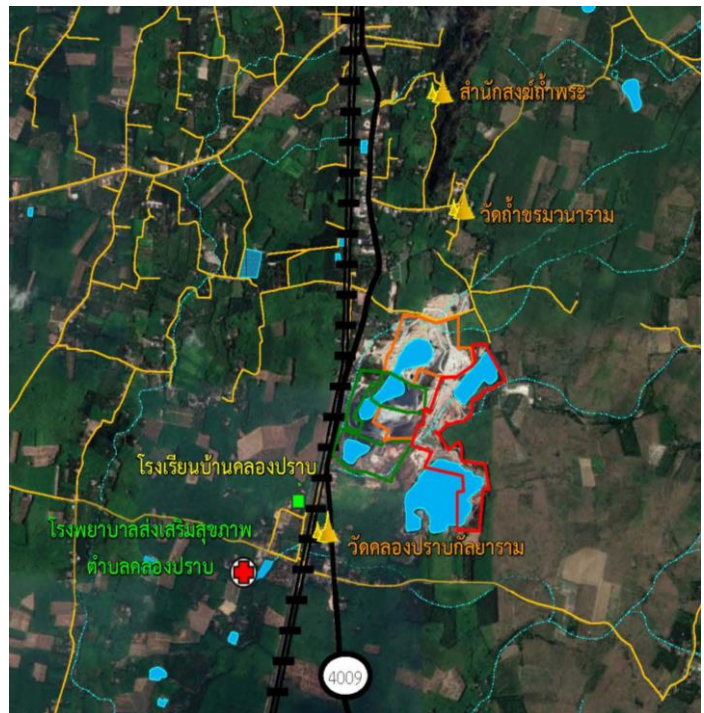 สำนักสงฆ์ถ้ำพระ
วัดถ้ำขรมวนาราม
โรงเรียนบ้านคลองปราบ
โรงพยาบาลส่งเสริมสุขภาพ
ตำบลคลองปราบ
วัดคลองปราบกัลยาราม
4009